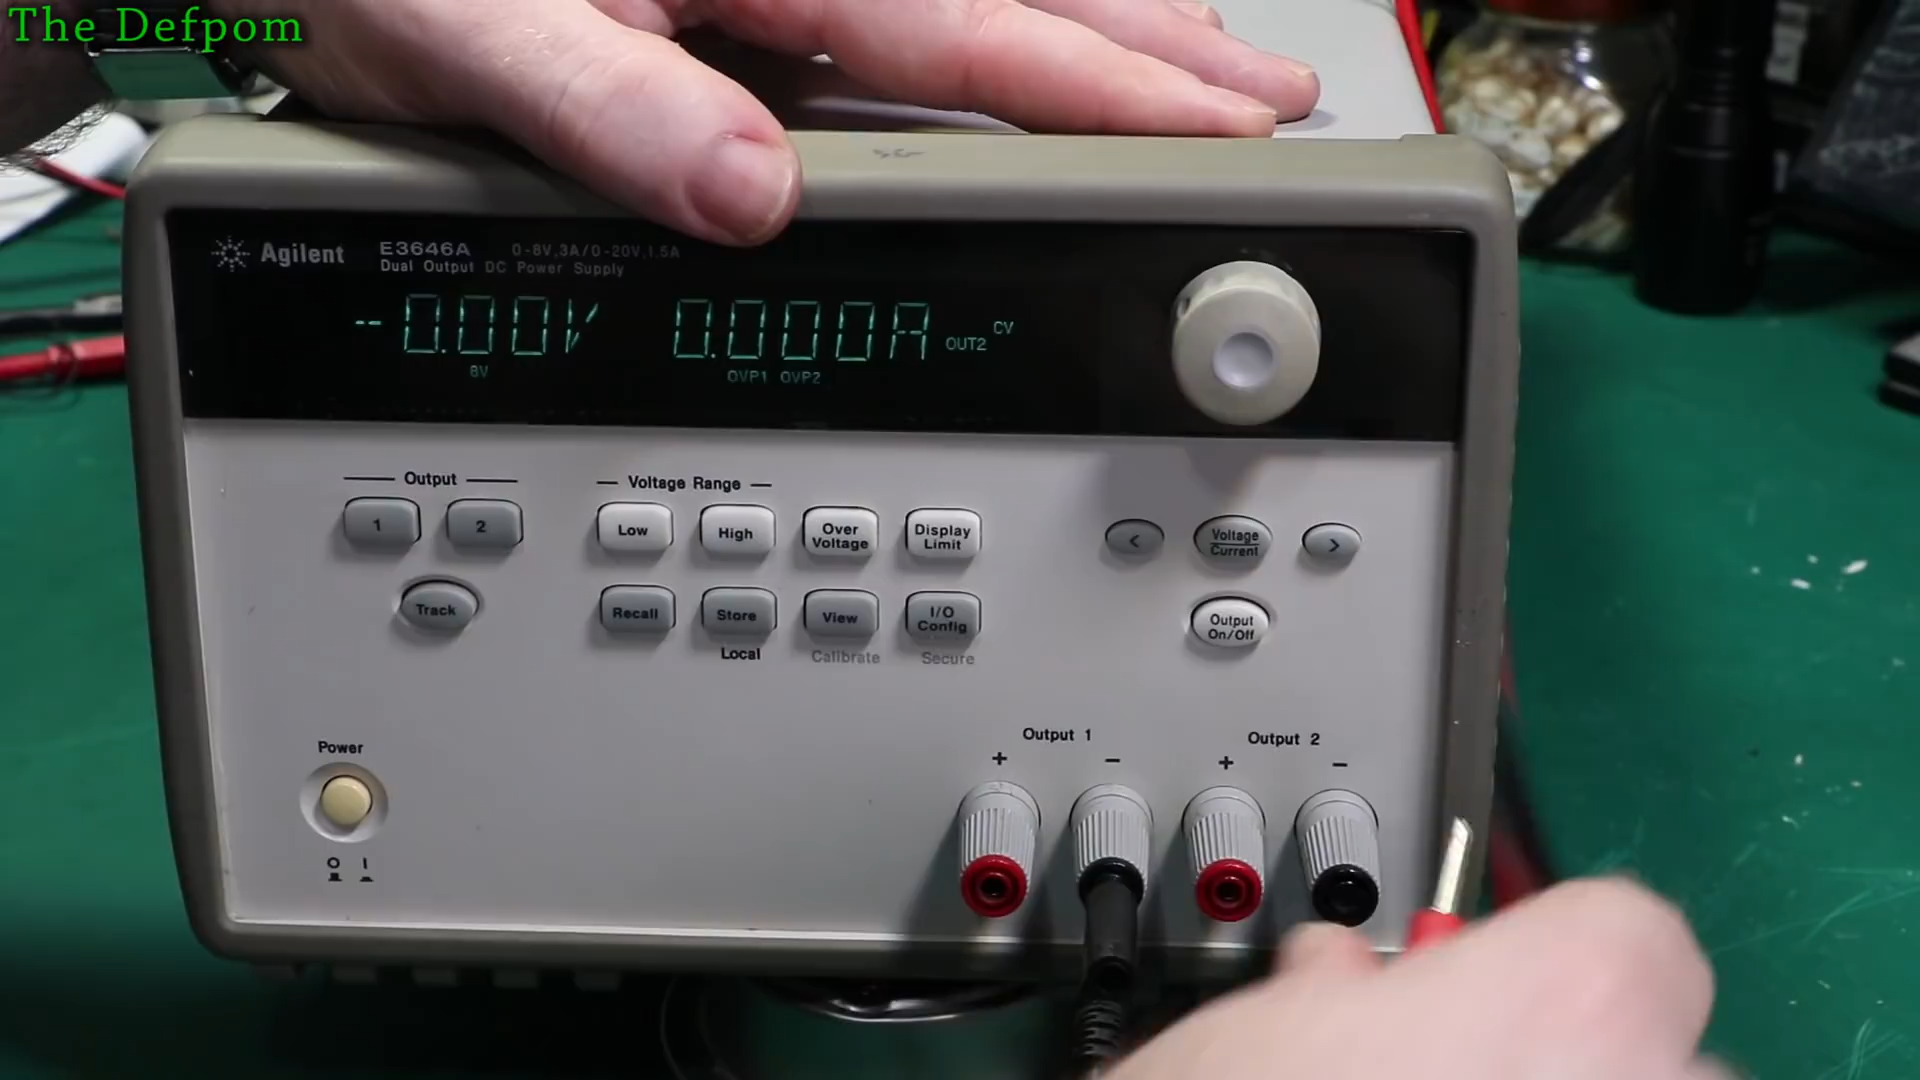 The Defpom
Agilent E3646A 0-8V,3A/0-20V,1.5A
Dual Output DC Power Supply
-0.00V 0.000A OUT2 CV
8V OVP1 OVP2
Output
1 2
Track
Voltage Range
Low High Over Voltage Display Limit
Recall Store View I/O Config
Local Calibrate Secure
< Voltage Current >
Output On/Off
Power
O I
Output 1 Output 2
+ - + -